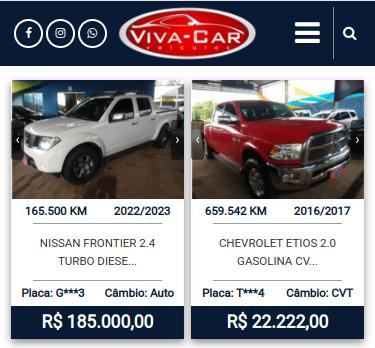 VIVA-CAR
veículos
165.500 KM 2022/2023
659.542 KM 2016/2017
NISSAN FRONTIER 2.4
TURBO DIESE...
CHEVROLET ETIOS 2.0
GASOLINA CV...
Placa: G***3 Câmbio: Auto
Placa: T***4 Câmbio: CVT
R$ 185.000,00
R$ 22.222,00